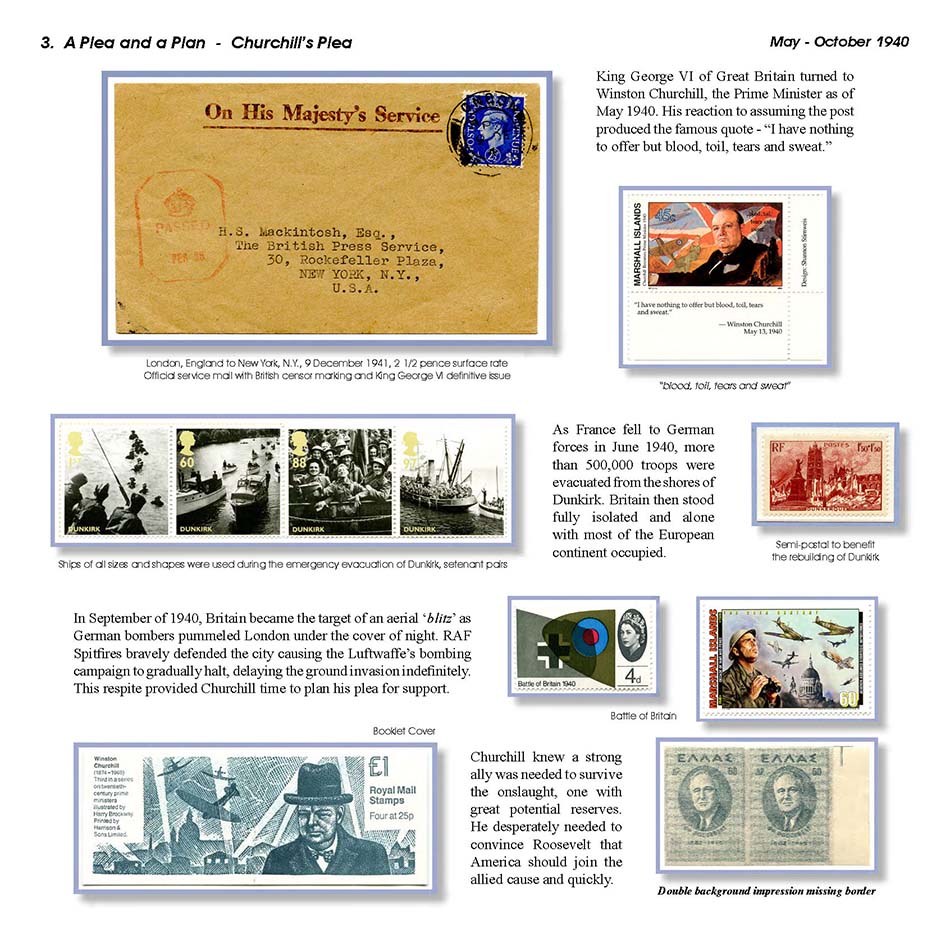 3. A Plea and a Plan - Churchill's Plea
May - October 1940
On His Majesty's Service
PASSED
H.S. Mackintosh, Esq.,
The British Press Service,
30, Rockefeller Plaza,
NEW YORK, N.Y.,
U.S.A.
LONDON
POSTAGE
REVENUE
2½
London, England to New York, N.Y., 9 December 1941, 2 1/2 pence surface rate
Official service mail with British censor marking and King George VI definitive issue
King George VI of Great Britain turned to
Winston Churchill, the Prime Minister as of
May 1940. His reaction to assuming the post
produced the famous quote - “I have nothing
to offer but blood, toil, tears and sweat.”
MARSHALL ISLANDS
45c
Blood, toil,
tears and
Design: Shannon Stirnweis
“I have nothing to offer but blood, toil, tears
and sweat.”
— Winston Churchill
May 13, 1940
“blood, toil, tears and sweat”
DUNKIRK
60
DUNKIRK
88
DUNKIRK
97
DUNKIRK
Ships of all sizes and shapes were used during the emergency evacuation of Dunkirk, setenant pairs
As France fell to German
forces in June 1940, more
than 500,000 troops were
evacuated from the shores of
Dunkirk. Britain then stood
fully isolated and alone
with most of the European
continent occupied.
RF
POSTES
1f50+1f50
DUNKERQUE
Semi-postal to benefit
the rebuilding of Dunkirk
In September of 1940, Britain became the target of an aerial ‘blitz’ as
German bombers pummeled London under the cover of night. RAF
Spitfires bravely defended the city causing the Luftwaffe's bombing
campaign to gradually halt, delaying the ground invasion indefinitely.
This respite provided Churchill time to plan his plea for support.
Battle of Britain 1940
4d
MARSHALL ISLANDS
60
Battle of Britain
Booklet Cover
Winston
Churchill
(1874-1965)
Third in a series
on twentieth-
century prime
ministers
illustrated by
Harry Brockway
Printed by
Harrison &
Sons Limited.
£1
Royal Mail
Stamps
Four at 25p
Churchill knew a strong
ally was needed to survive
the onslaught, one with
great potential reserves.
He desperately needed to
convince Roosevelt that
America should join the
allied cause and quickly.
ΕΛΛΑΣ
ΕΛΛΑΣ
Double background impression missing border